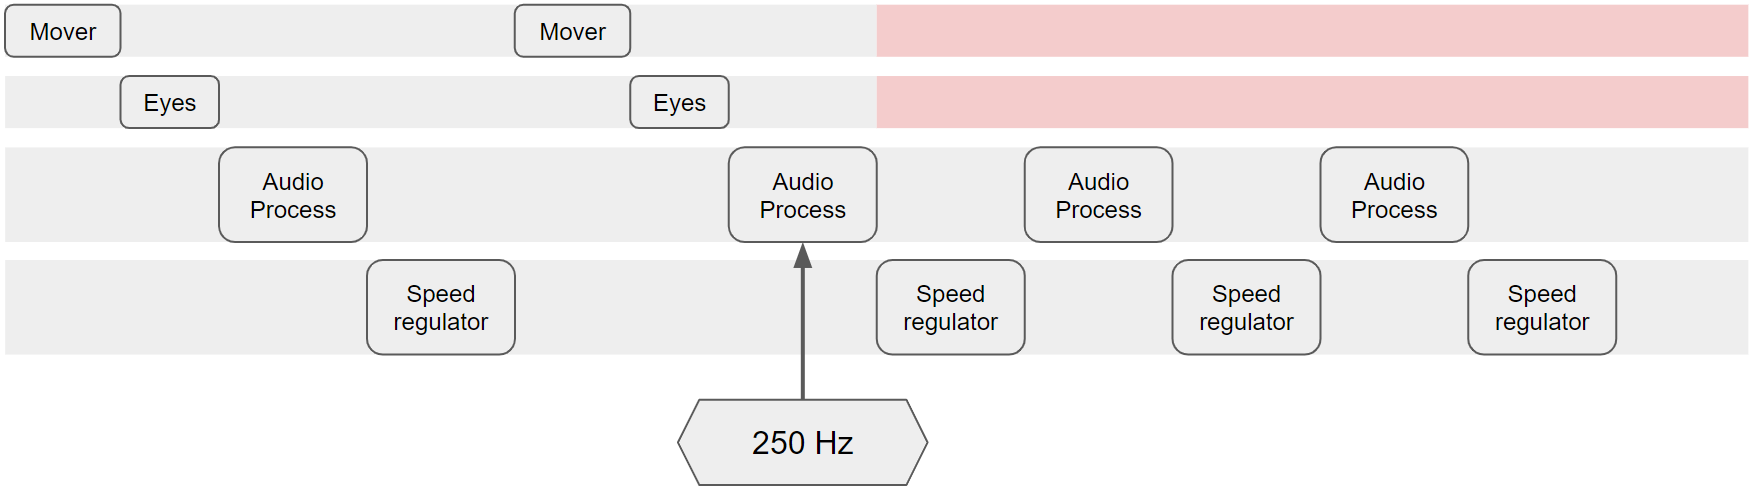 Mover
Mover
Eyes
Eyes
Audio
Process
Audio
Process
Audio
Process
Audio
Process
Speed
regulator
Speed
regulator
Speed
regulator
Speed
regulator
250 Hz